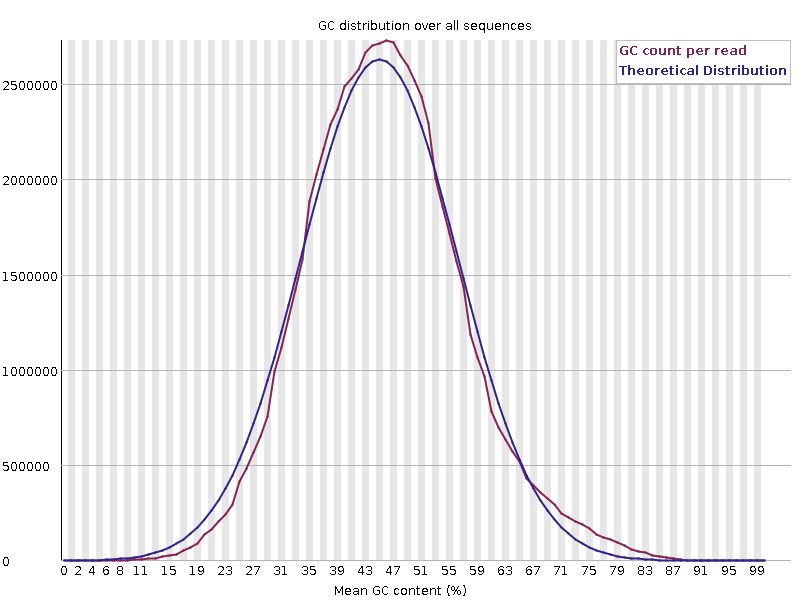 GC distribution over all sequences
GC count per read
Theoretical Distribution
2500000
2000000
1500000
1000000
500000
0
0 2 4 6 8 11 15 19 23 27 31 35 39 43 47 51 55 59 63 67 71 75 79 83 87 91 95 99
Mean GC content (%)